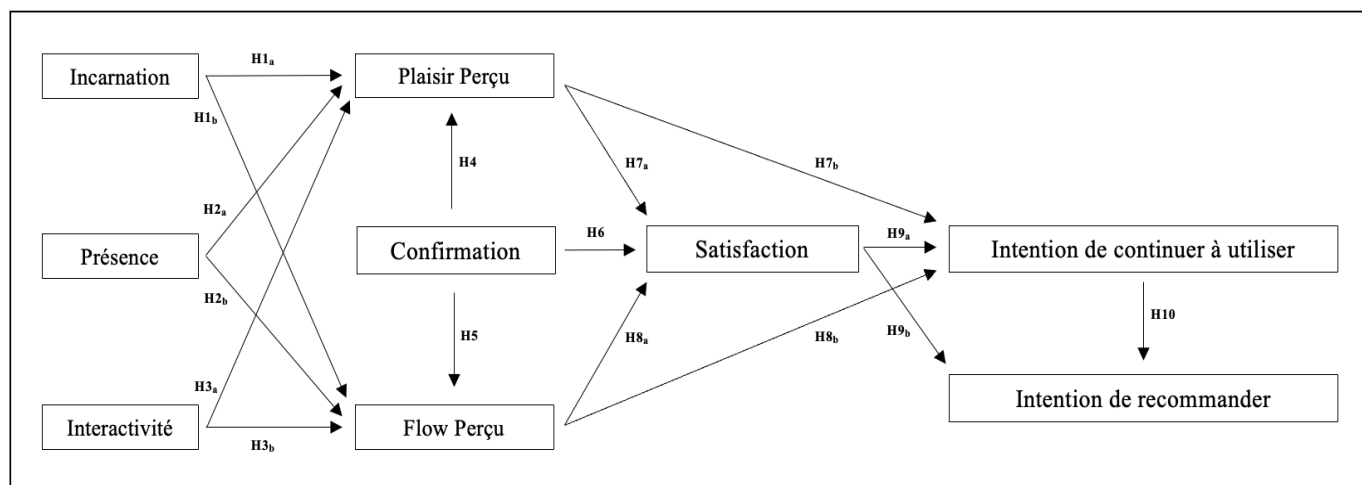 Incarnation
H1a
Plaisir Perçu
H1b
H4
H7a
H7b
H2a
Présence
Confirmation
H6
Satisfaction
H9a
Intention de continuer à utiliser
H2b
H5
H8a
H8b
H9b
H10
H3a
Interactivité
H3b
Flow Perçu
Intention de recommander